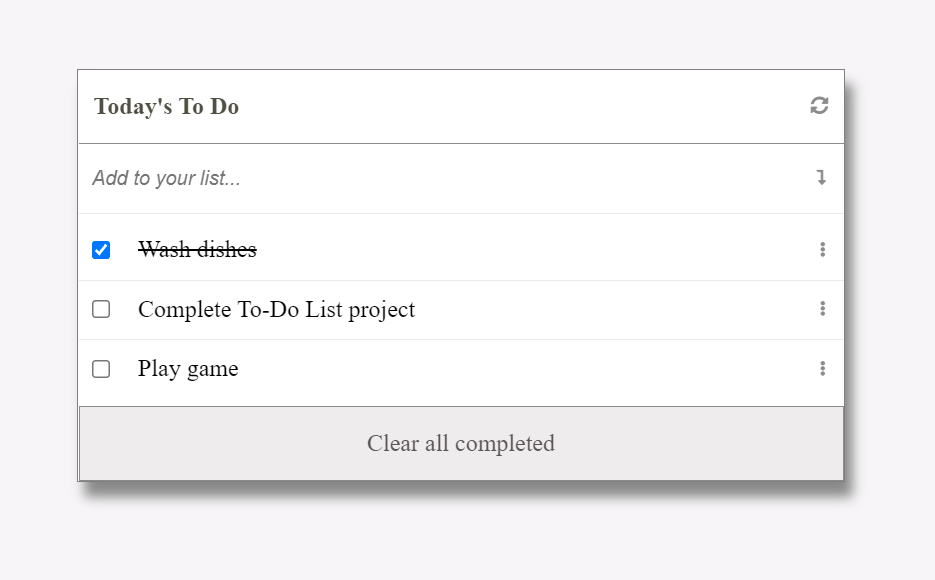 Today's To Do
Add to your list...
Wash dishes
Complete To-Do List project
Play game
Clear all completed